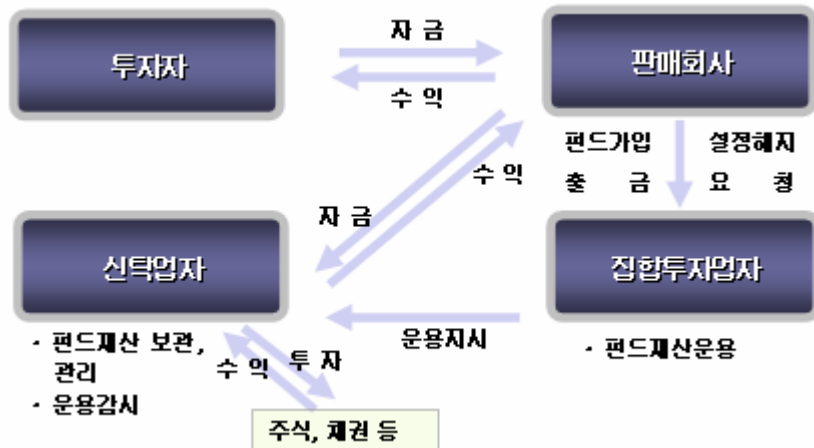 자 금
투자자
판매회사
수 익
펀드가입 설정해지
출 금 요 청
수 익
자 금
신탁업자
집합투자업자
· 펀드재산 보관,
관리
· 운용감시
운용지시
· 펀드재산운용
수 익
투 자
주식, 채권 등